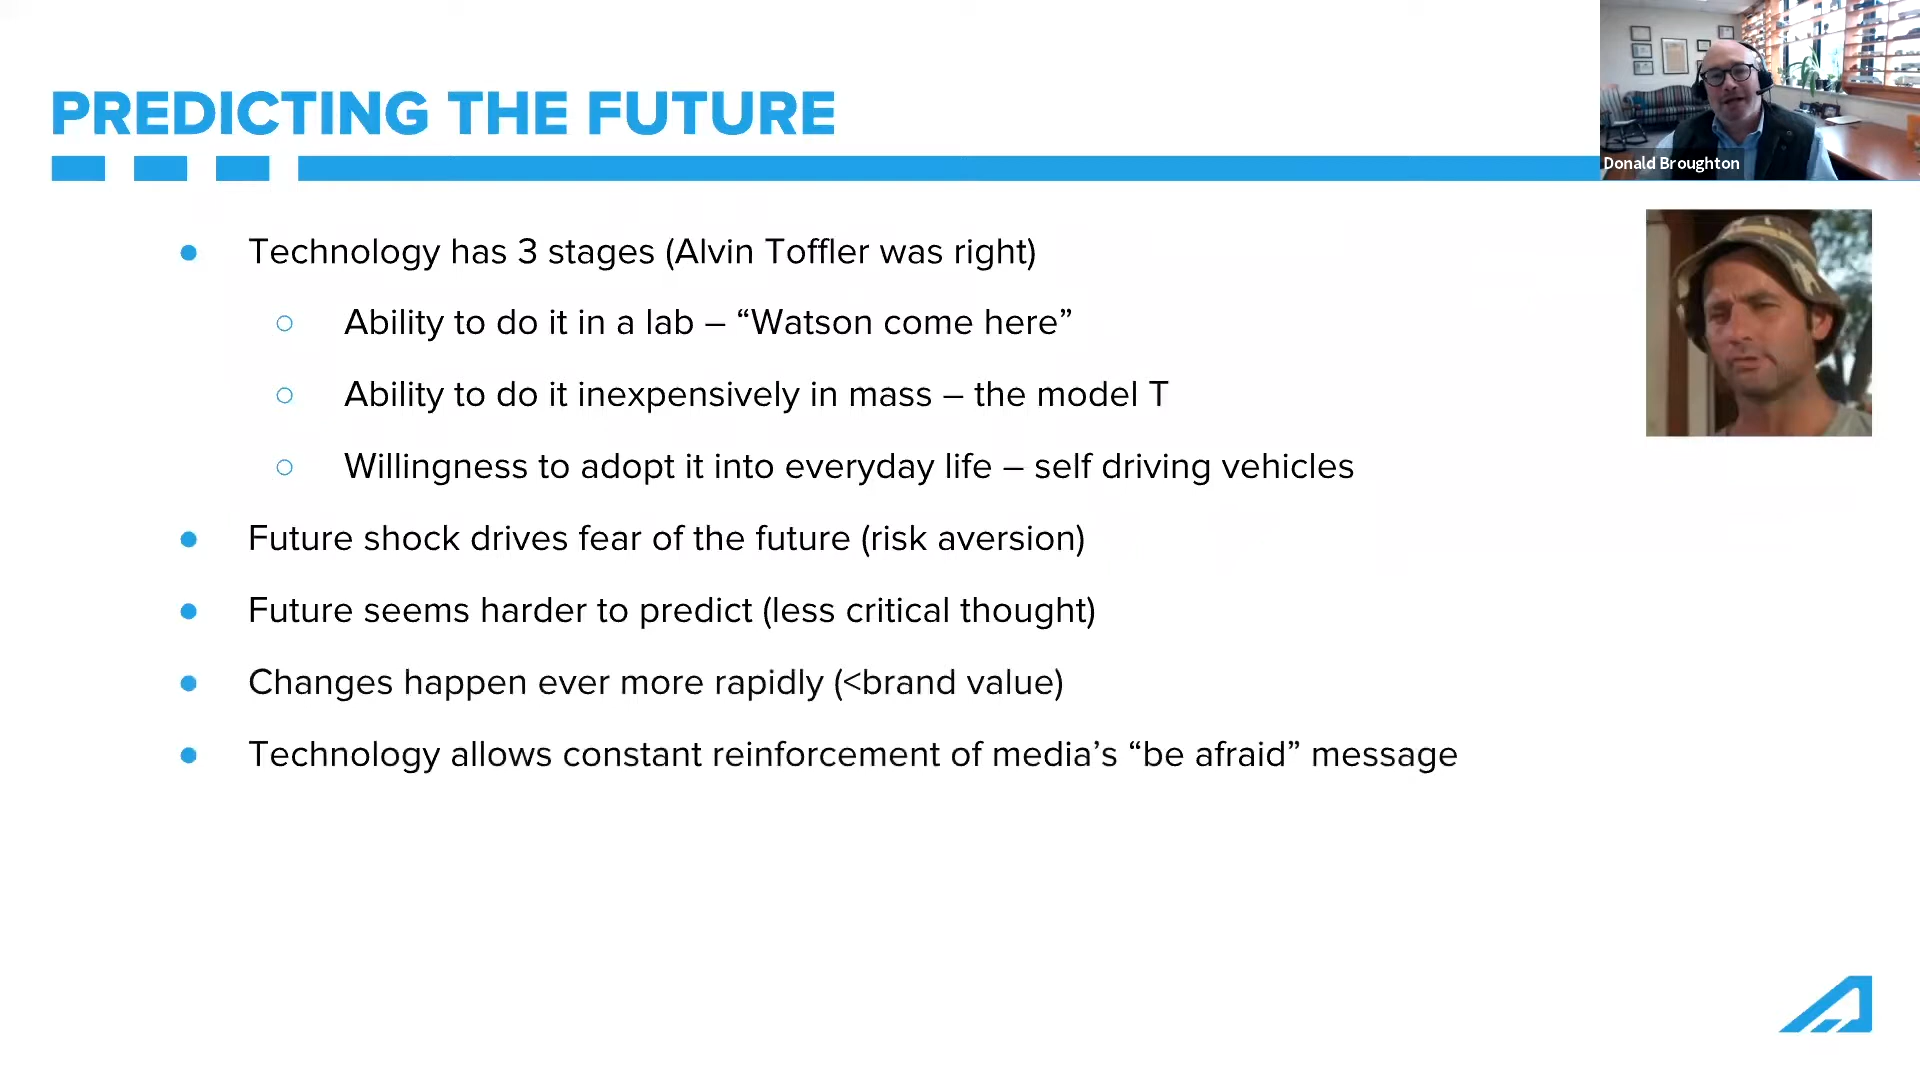 PREDICTING THE FUTURE
Donald Broughton
Technology has 3 stages (Alvin Toffler was right)
Ability to do it in a lab – “Watson come here”
Ability to do it inexpensively in mass – the model T
Willingness to adopt it into everyday life – self driving vehicles
Future shock drives fear of the future (risk aversion)
Future seems harder to predict (less critical thought)
Changes happen ever more rapidly (<brand value)
Technology allows constant reinforcement of media’s “be afraid” message